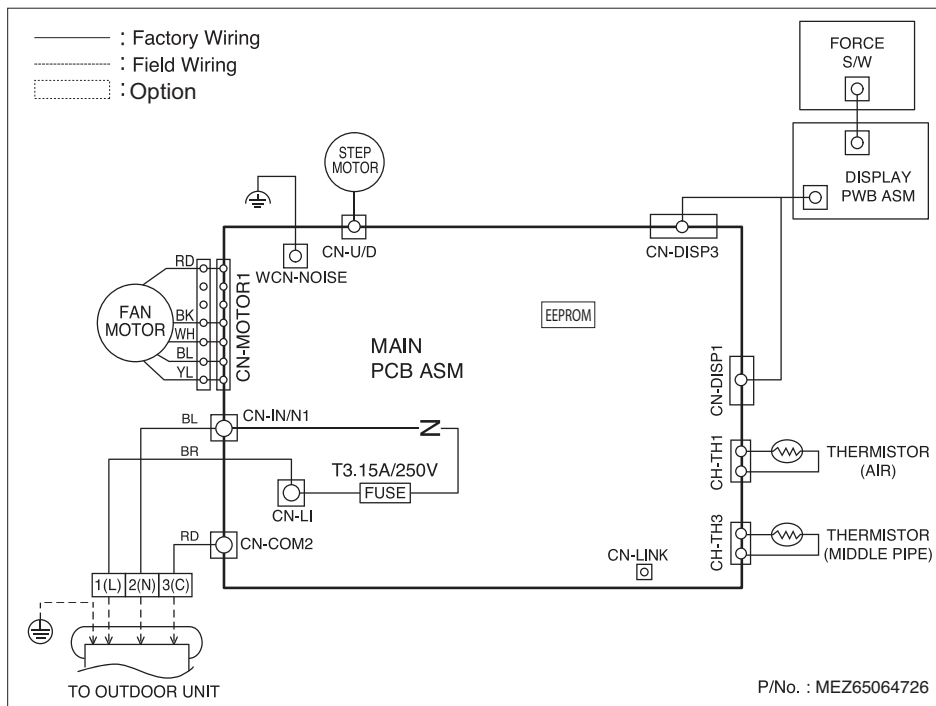 : Factory Wiring
: Field Wiring
: Option
FORCE
S/W
DISPLAY
PWB ASM
STEP
MOTOR
CN-U/D
WCN-NOISE
CN-DISP3
RD
BK
WH
BL
YL
FAN
MOTOR
CN-MOTOR1
EEPROM
MAIN
PCB ASM
CN-DISP1
BL
CN-IN/N1
N
BR
T3.15A/250V
FUSE
CN-LI
CH-TH1
THERMISTOR
(AIR)
RD
CN-COM2
CH-TH3
THERMISTOR
(MIDDLE PIPE)
CN-LINK
1(L) 2(N) 3(C)
TO OUTDOOR UNIT
P/No. : MEZ65064726